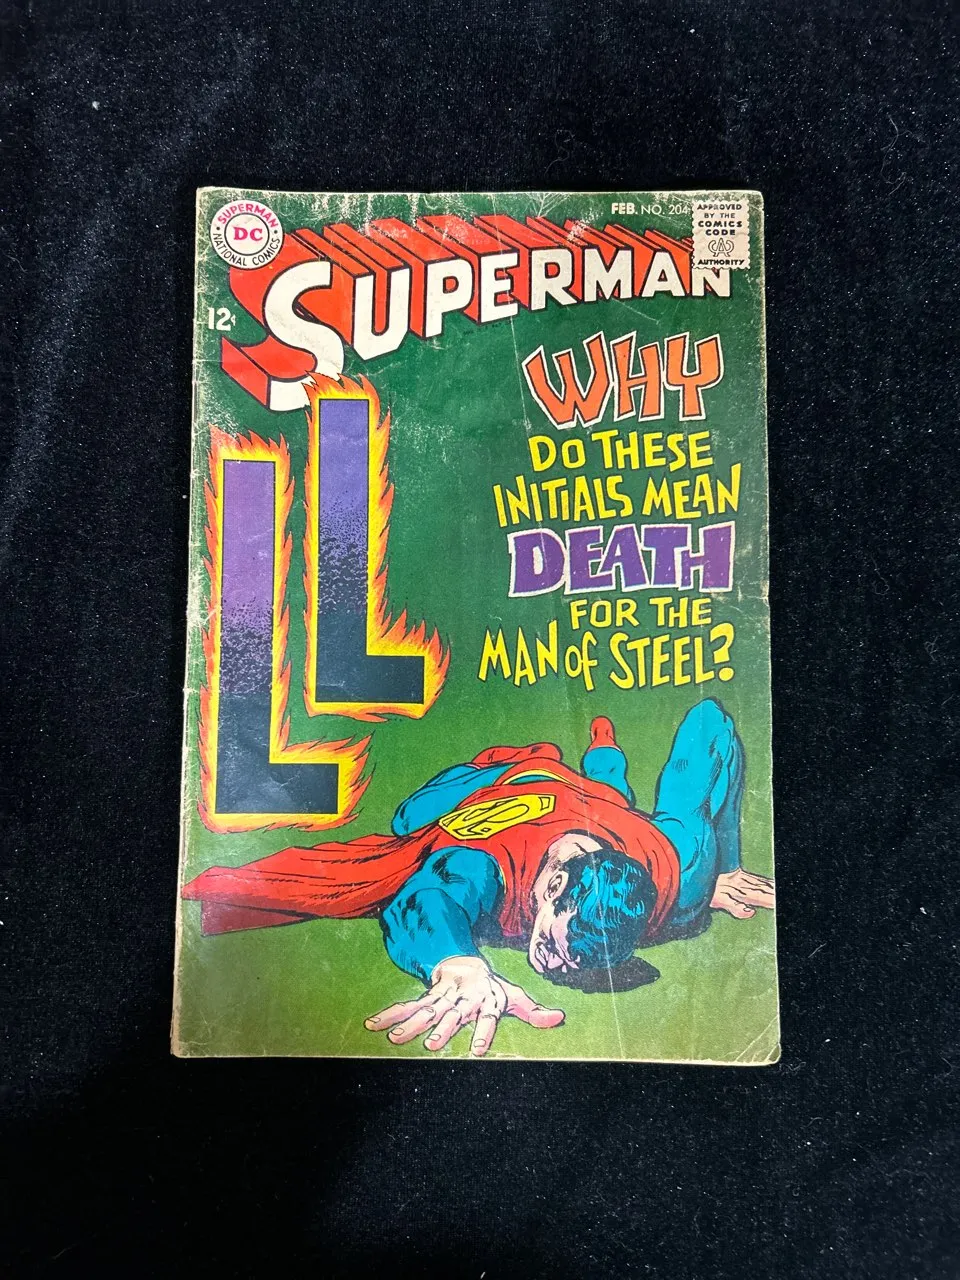 SUPERMAN
DC
NATIONAL COMICS
FEB. NO. 204
APPROVED
BY THE
COMICS
CODE
CA
AUTHORITY
SUPERMAN
12¢
WHY
DO THESE
INITIALS MEAN
DEATH
FOR THE
MAN OF STEEL?
LL